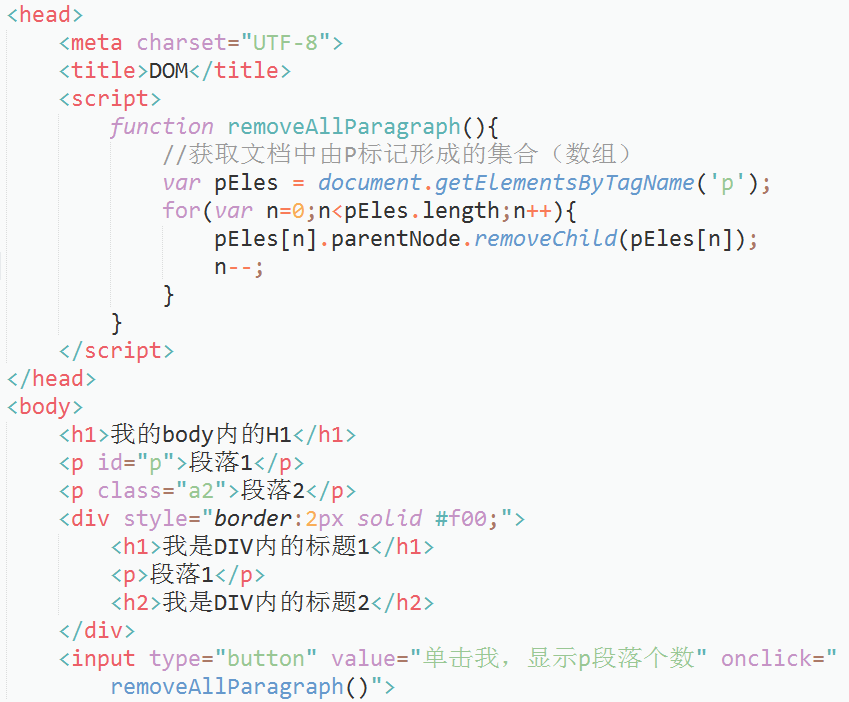 <head>
    <meta charset="UTF-8">
    <title>DOM</title>
    <script>
        function removeAllParagraph(){
            //获取文档中由P标记形成的集合（数组）
            var pEles = document.getElementsByTagName('p');
            for(var n=0;n<pEles.length;n++){
                pEles[n].parentNode.removeChild(pEles[n]);
                n--;
            }
        }
    </script>
</head>
<body>
    <h1>我的body内的H1</h1>
    <p id="p">段落1</p>
    <p class="a2">段落2</p>
    <div style="border:2px solid #f00;">
        <h1>我是DIV内的标题1</h1>
        <p>段落1</p>
        <h2>我是DIV内的标题2</h2>
    </div>
    <input type="button" value="单击我，显示p段落个数" onclick="
        removeAllParagraph()">